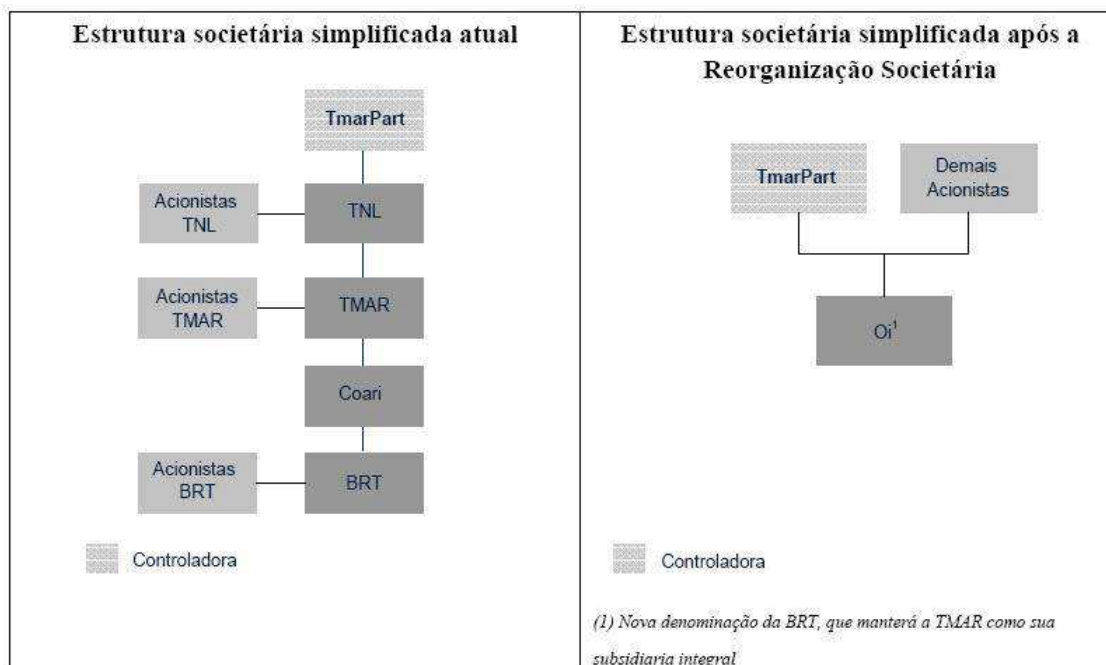 Estrutura societária simplificada atual
TmarPart
Acionistas
TNL
TNL
Acionistas
TMAR
TMAR
Coari
Acionistas
BRT
BRT
Controladora
Estrutura societária simplificada após a
Reorganização Societária
TmarPart
Demais
Acionistas
Oi¹
Controladora
(1) Nova denominação da BRT, que manterá a TMAR como sua
subsidiaria integral